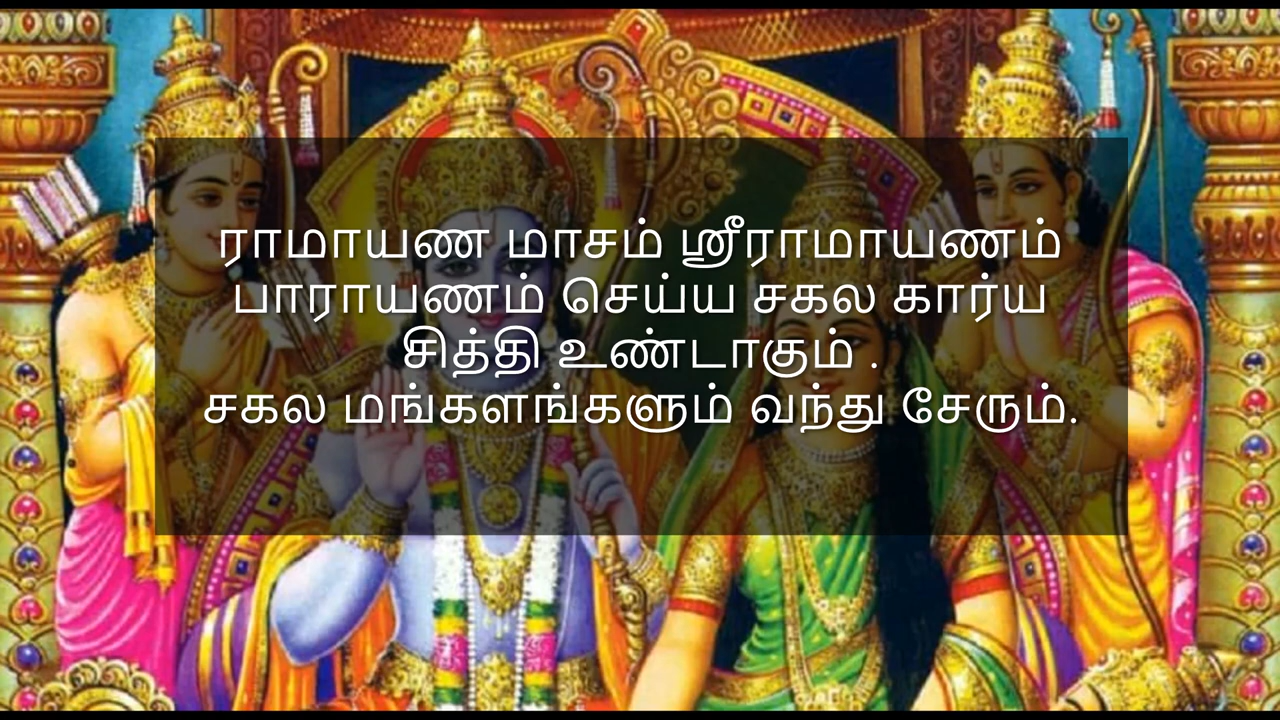 ராமாயண மாசம் ஸ்ரீராமாயணம்
பாராயணம் செய்ய சகல கார்ய
சித்தி உண்டாகும் .
சகல மங்களங்களும் வந்து சேரும்.